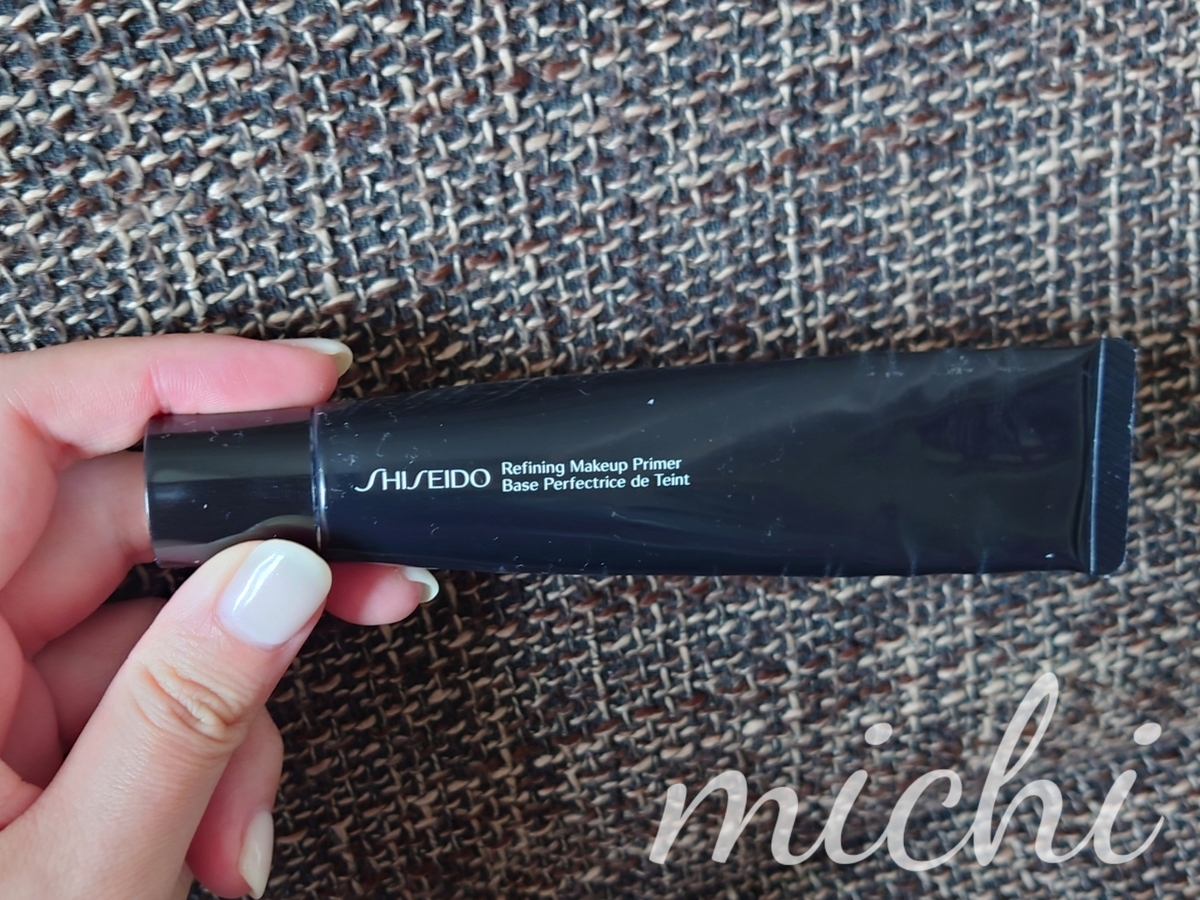 SHISEIDO Refining Makeup Primer
Base Perfectrice de Teint
michi